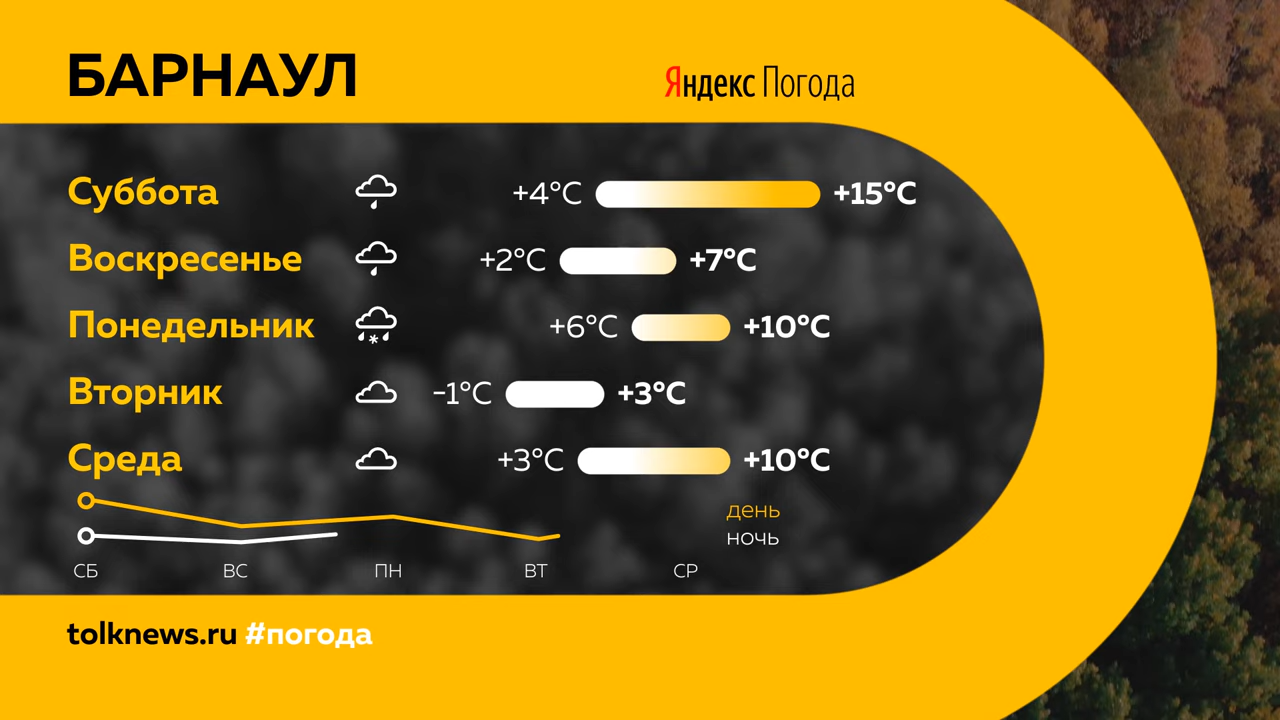 БАРНАУЛ
Яндекс Погода
Суббота +4°C +15°C
Воскресенье +2°C +7°C
Понедельник +6°C +10°C
Вторник -1°C +3°C
Среда +3°C +10°C
день
ночь
СБ ВС ПН ВТ СР
tolknews.ru #погода